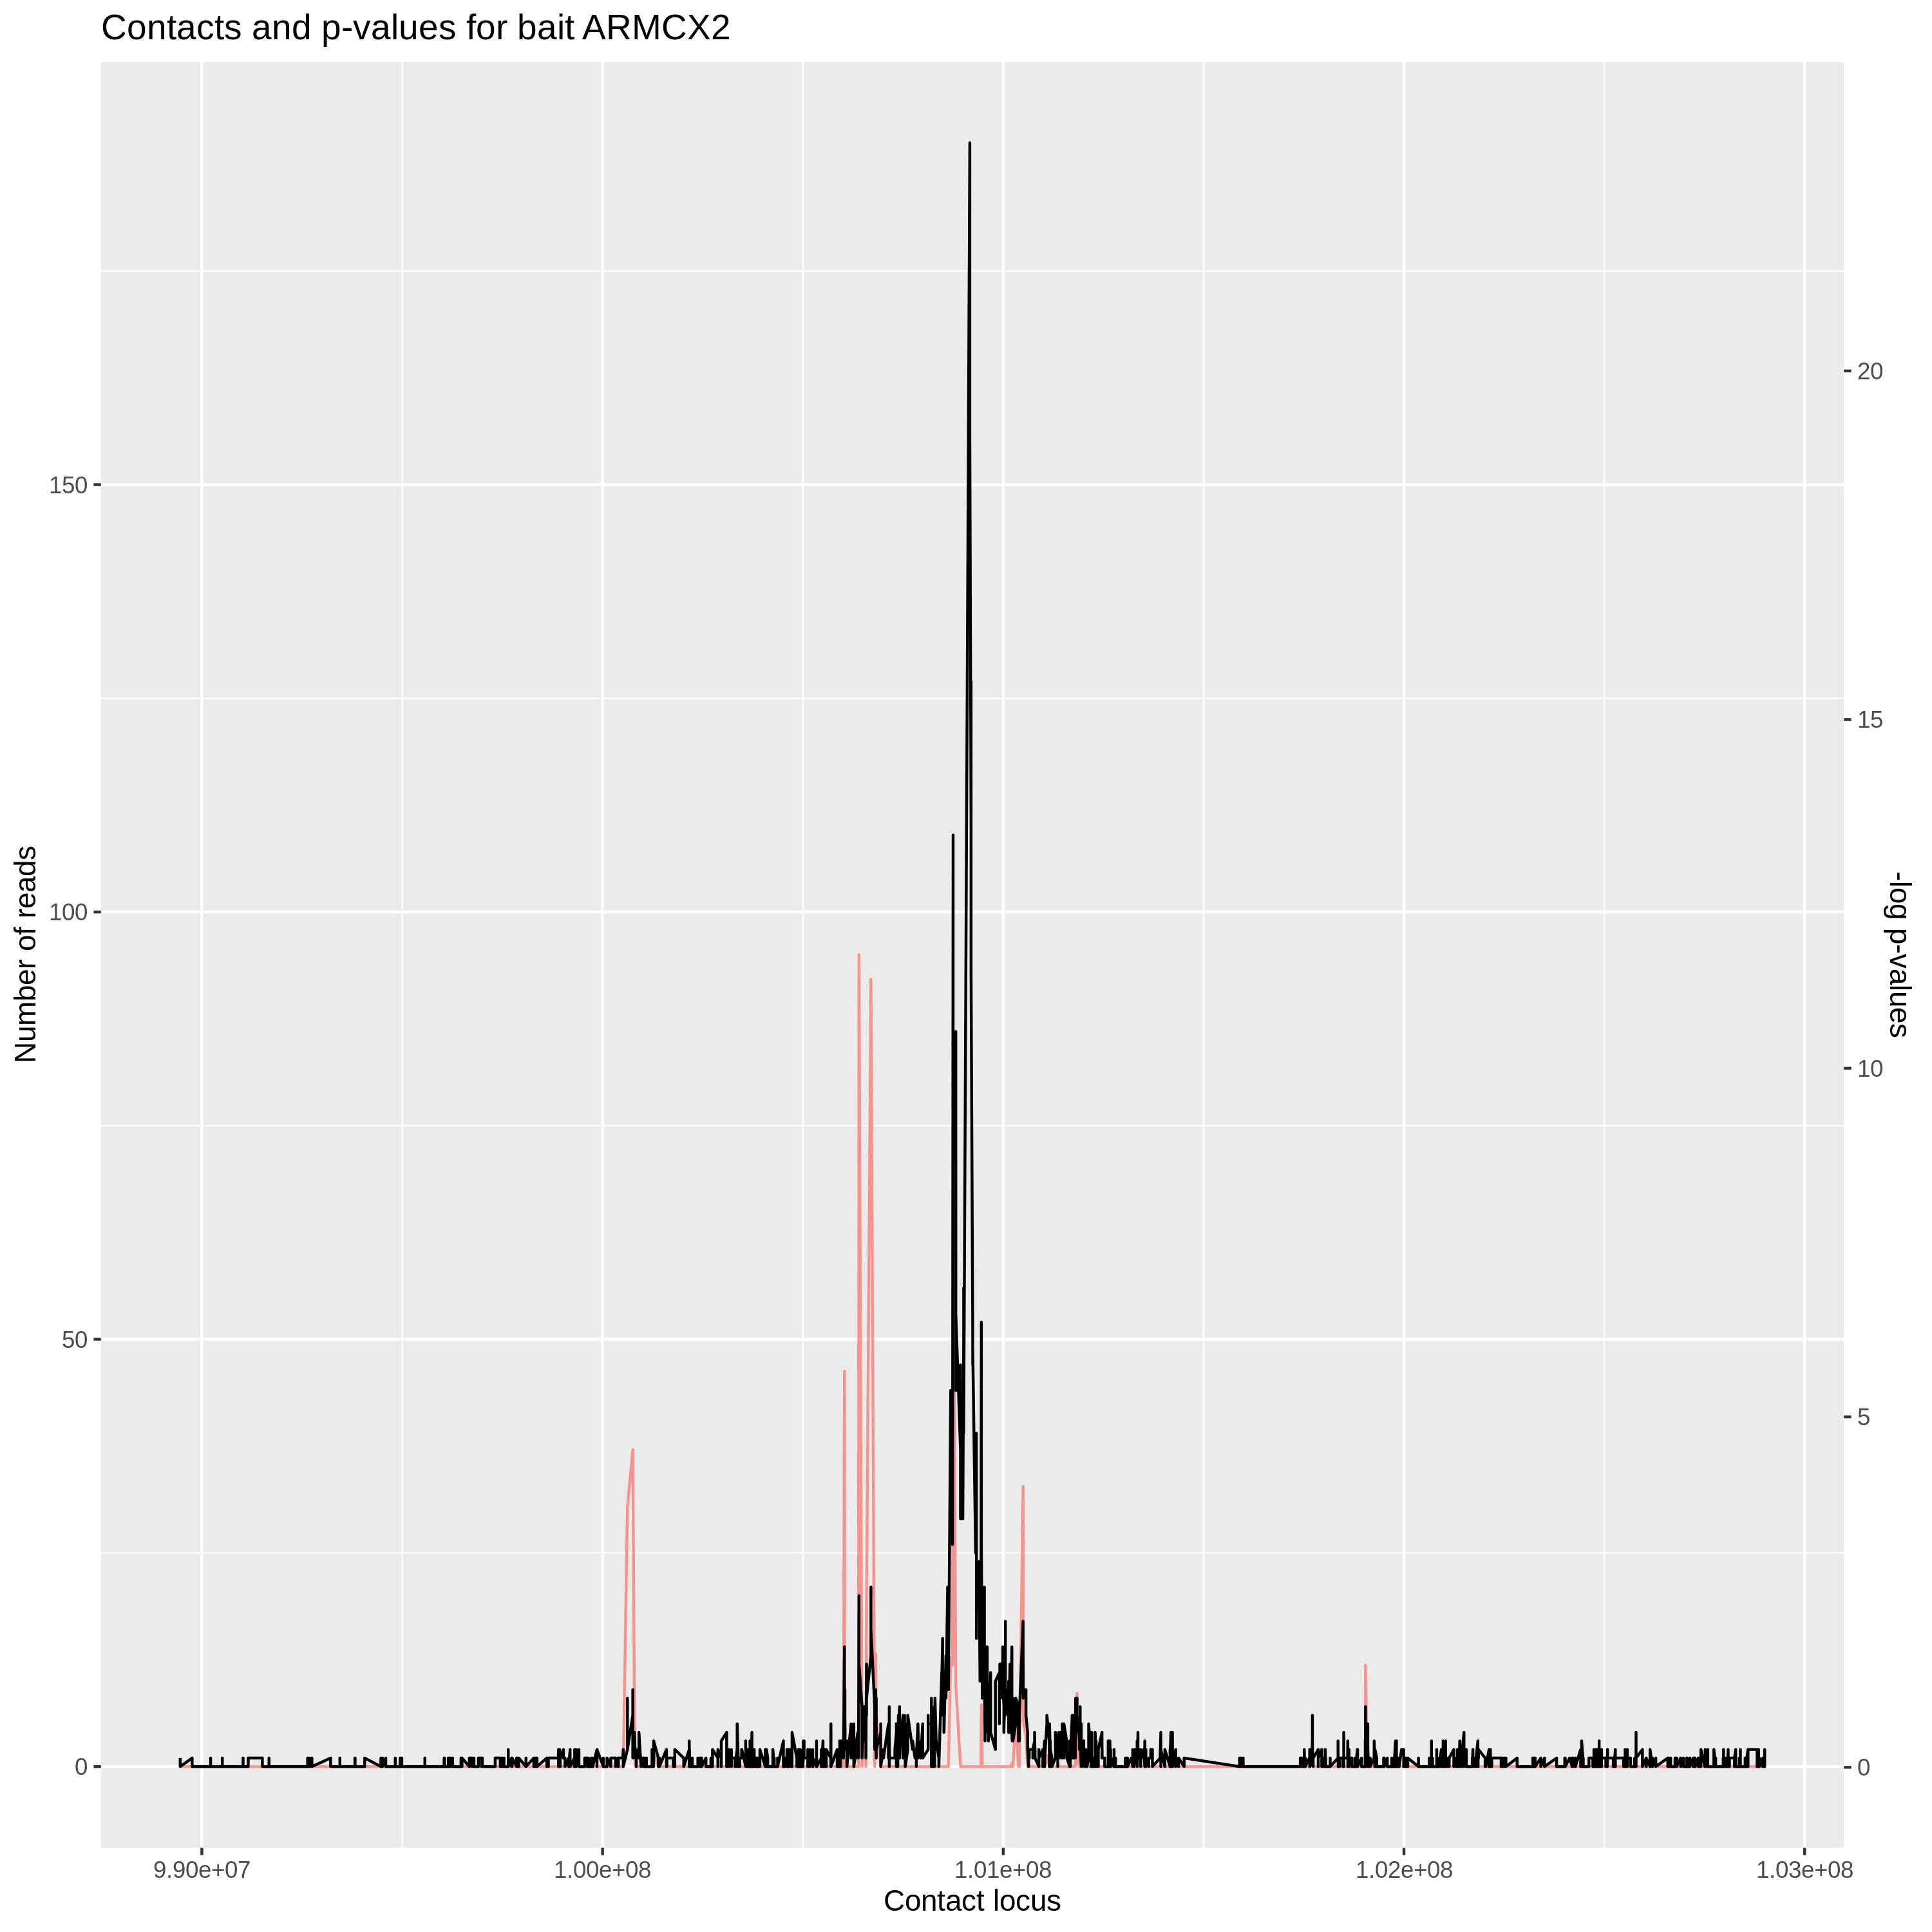 Contacts and p-values for bait ARMCX2
Number of reads
150
100
50
0
20
15
10
5
0
-log p-values
9.90e+07 1.00e+08 1.01e+08 1.02e+08 1.03e+08
Contact locus